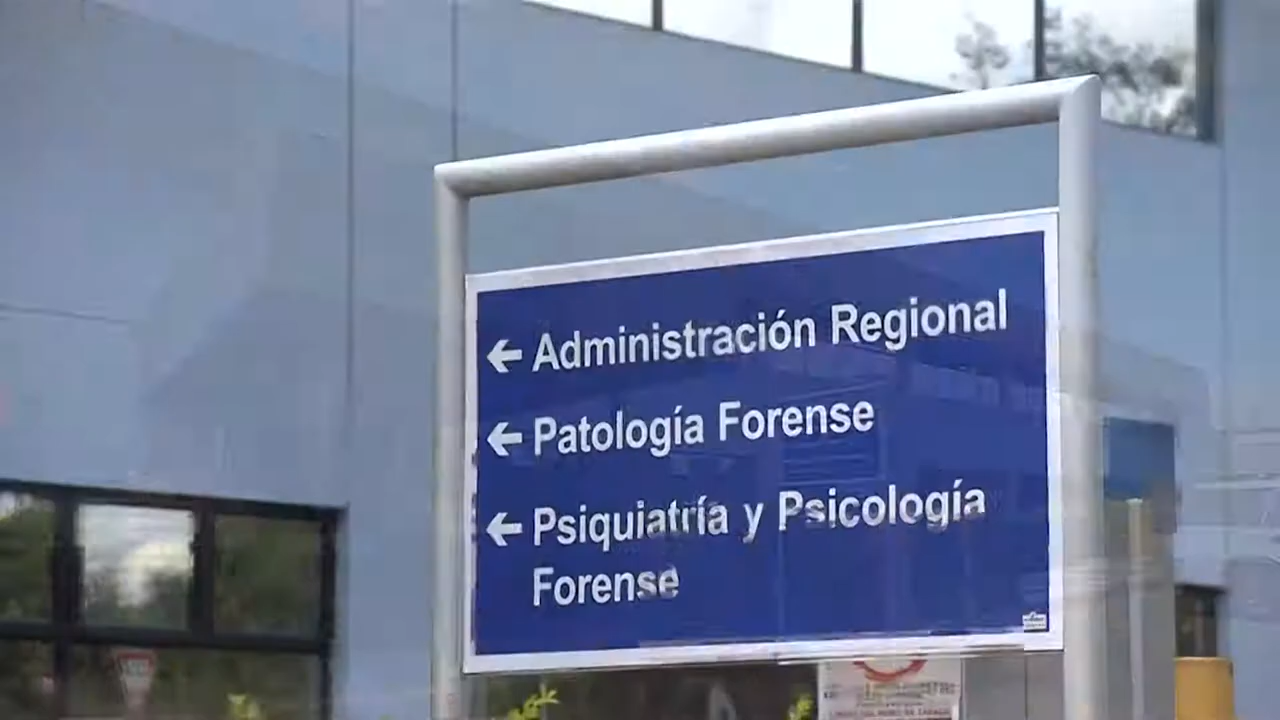 ← Administración Regional
← Patología Forense
← Psiquiatría y Psicología
Forense